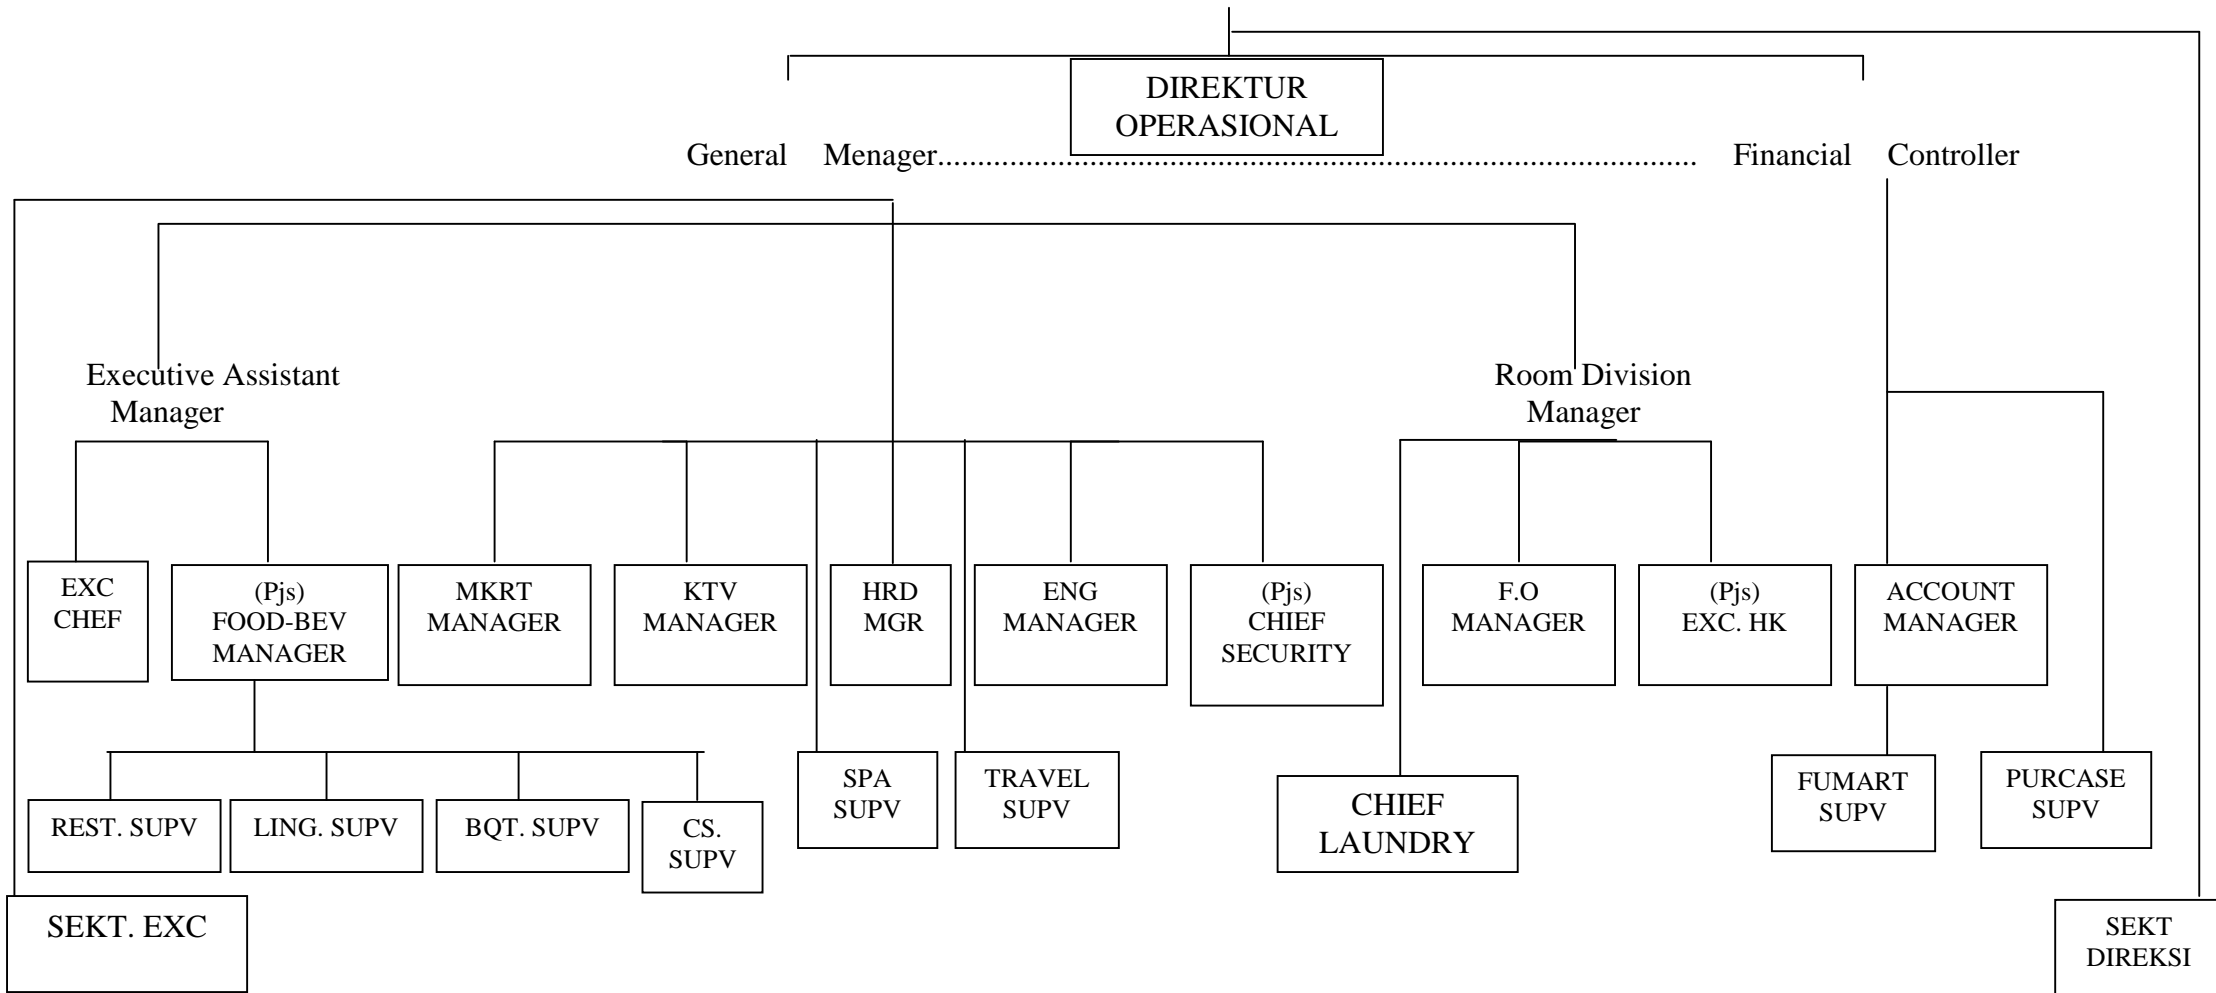 DIREKTUR
OPERASIONAL
General Menager............................................................................................ Financial Controller
Executive Assistant
Manager
Room Division
Manager
EXC
CHEF
(Pjs)
FOOD-BEV
MANAGER
MKRT
MANAGER
KTV
MANAGER
HRD
MGR
ENG
MANAGER
(Pjs)
CHIEF
SECURITY
F.O
MANAGER
(Pjs)
EXC. HK
ACCOUNT
MANAGER
REST. SUPV
LING. SUPV
BQT. SUPV
CS.
SUPV
SPA
SUPV
TRAVEL
SUPV
CHIEF
LAUNDRY
FUMART
SUPV
PURCASE
SUPV
SEKT. EXC
SEKT
DIREKSI